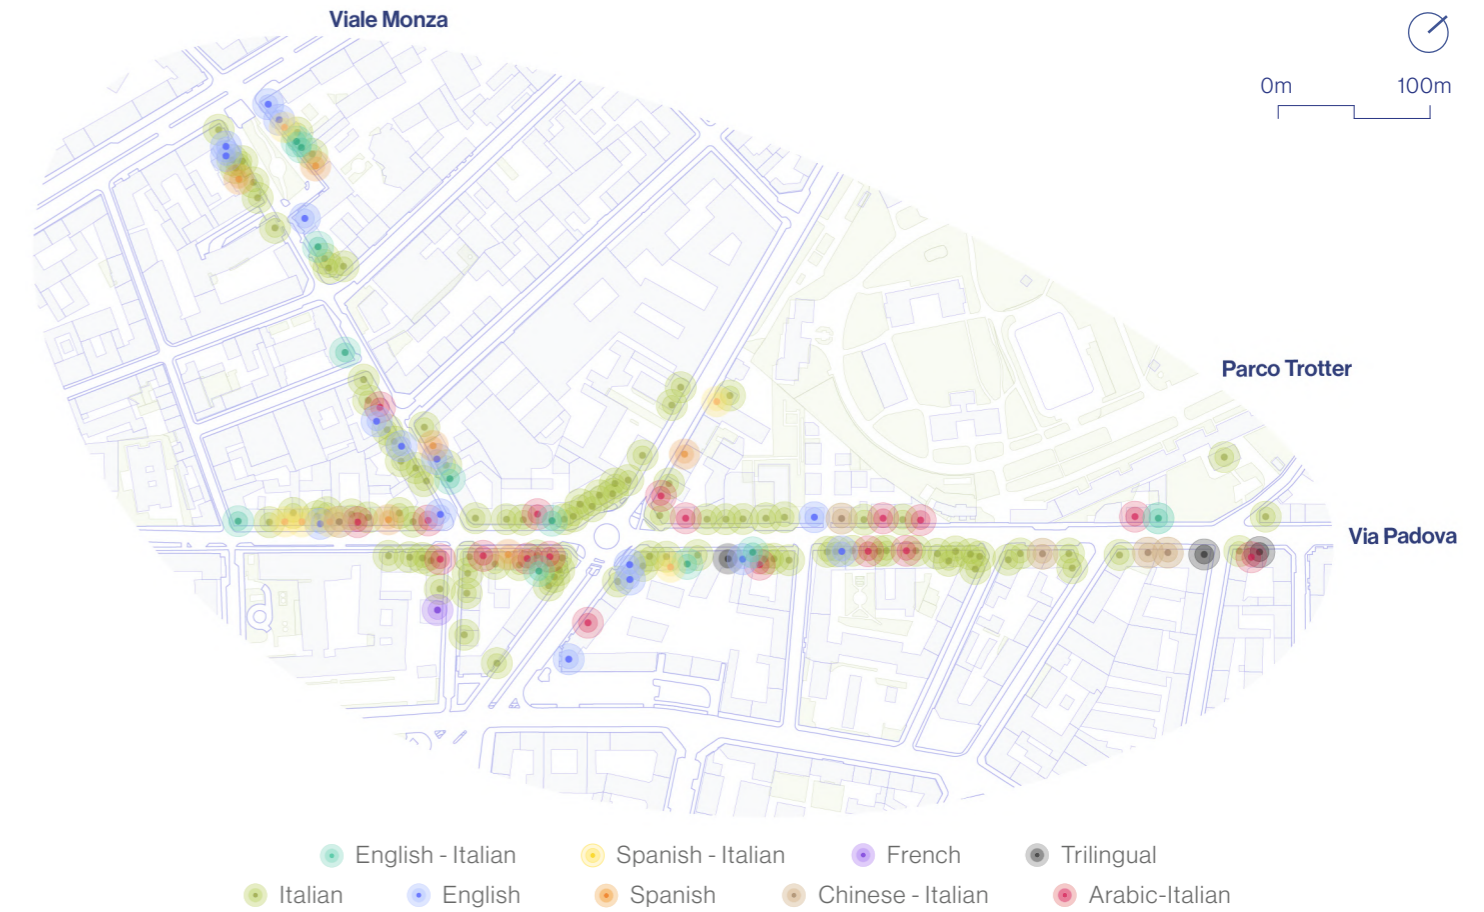 Viale Monza
0m 100m
Parco Trotter
Via Padova
English - Italian Spanish - Italian French Trilingual
Italian English Spanish Chinese - Italian Arabic-Italian